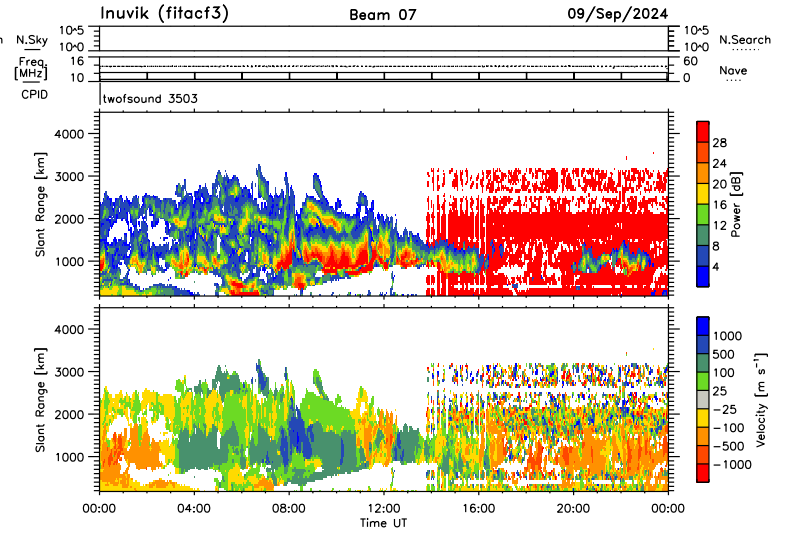 Inuvik (fitacf3) Beam 07 09/Sep/2024
N.Sky 10^5 10^0 10^5 10^0 N.Search
Freq. [MHz] 16 10 60 0 Nave
CPID twofsound 3503
Slant Range [km] 4000 3000 2000 1000
Power [dB] 28 24 20 16 12 8 4
Slant Range [km] 4000 3000 2000 1000
Velocity [m s⁻¹] 1000 500 100 25 −25 −100 −500 −1000
00:00 04:00 08:00 12:00 16:00 20:00 00:00
Time UT